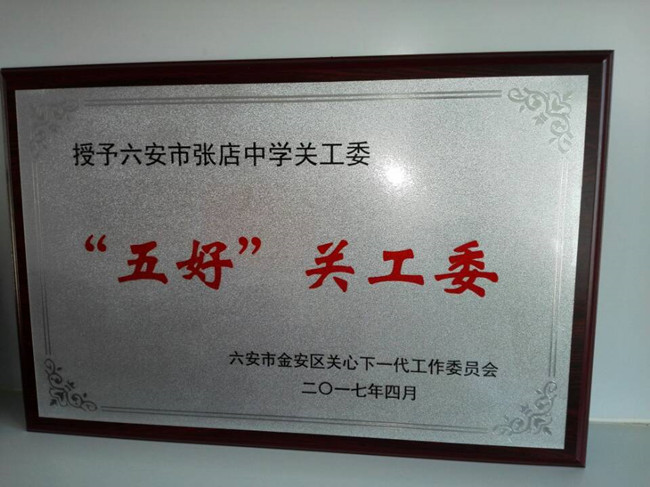 授予六安市张店中学关工委
“五好”关工委
六安市金安区关心下一代工作委员会
二〇一七年四月